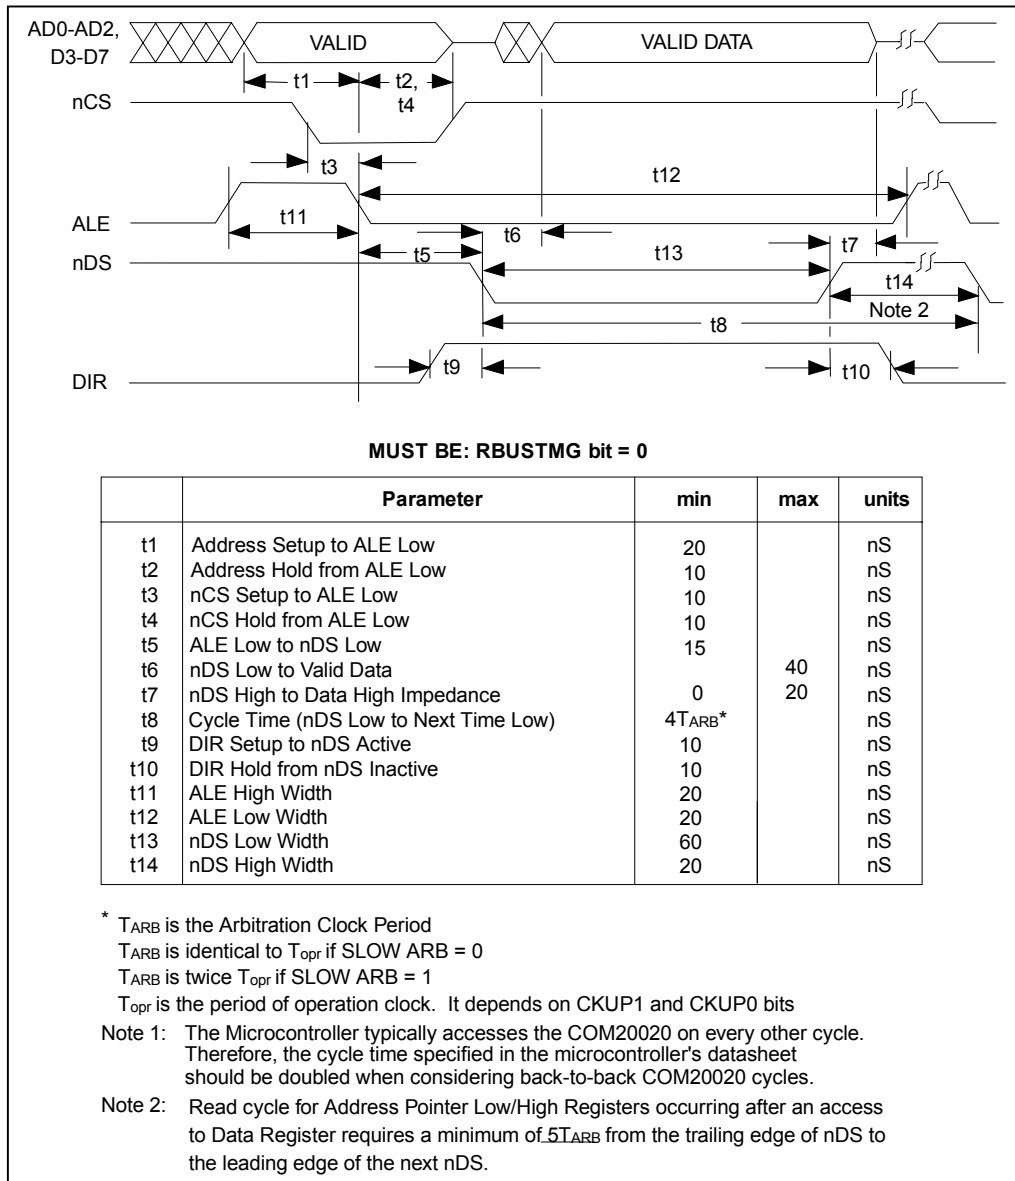 AD0-AD2,
D3-D7
VALID
VALID DATA
t1
t2,
t4
nCS
t3
t12
ALE
t11
t6
t7
nDS
t5
t13
t14
Note 2
t8
t9
t10
DIR
MUST BE: RBUSTMG bit = 0
Parameter min max units
t1 Address Setup to ALE Low 20 nS
t2 Address Hold from ALE Low 10 nS
t3 nCS Setup to ALE Low 10 nS
t4 nCS Hold from ALE Low 10 nS
t5 ALE Low to nDS Low 15 nS
t6 nDS Low to Valid Data 40 nS
t7 nDS High to Data High Impedance 0 20 nS
t8 Cycle Time (nDS Low to Next Time Low) 4TARB* nS
t9 DIR Setup to nDS Active 10 nS
t10 DIR Hold from nDS Inactive 10 nS
t11 ALE High Width 20 nS
t12 ALE Low Width 20 nS
t13 nDS Low Width 60 nS
t14 nDS High Width 20 nS
* TARB is the Arbitration Clock Period
TARB is identical to Topr if SLOW ARB = 0
TARB is twice Topr if SLOW ARB = 1
Topr is the period of operation clock. It depends on CKUP1 and CKUP0 bits
Note 1: The Microcontroller typically accesses the COM20020 on every other cycle.
Therefore, the cycle time specified in the microcontroller's datasheet
should be doubled when considering back-to-back COM20020 cycles.
Note 2: Read cycle for Address Pointer Low/High Registers occurring after an access
to Data Register requires a minimum of 5TARB from the trailing edge of nDS to
the leading edge of the next nDS.